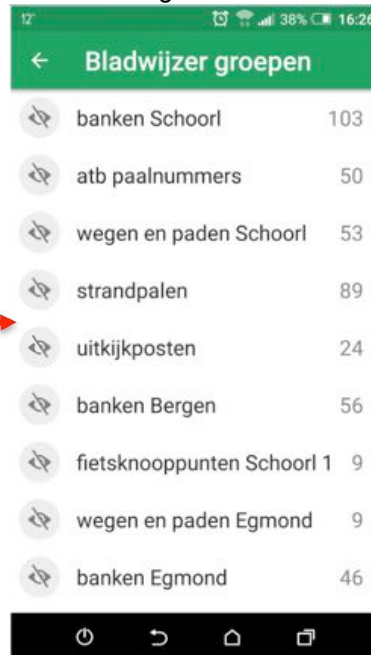 12°
38% 16:26
Bladwijzer groepen
banken Schoorl 103
atb paalnummers 50
wegen en paden Schoorl 53
strandpalen 89
uitkijkposten 24
banken Bergen 56
fietsknooppunten Schoorl 1 9
wegen en paden Egmond 9
banken Egmond 46